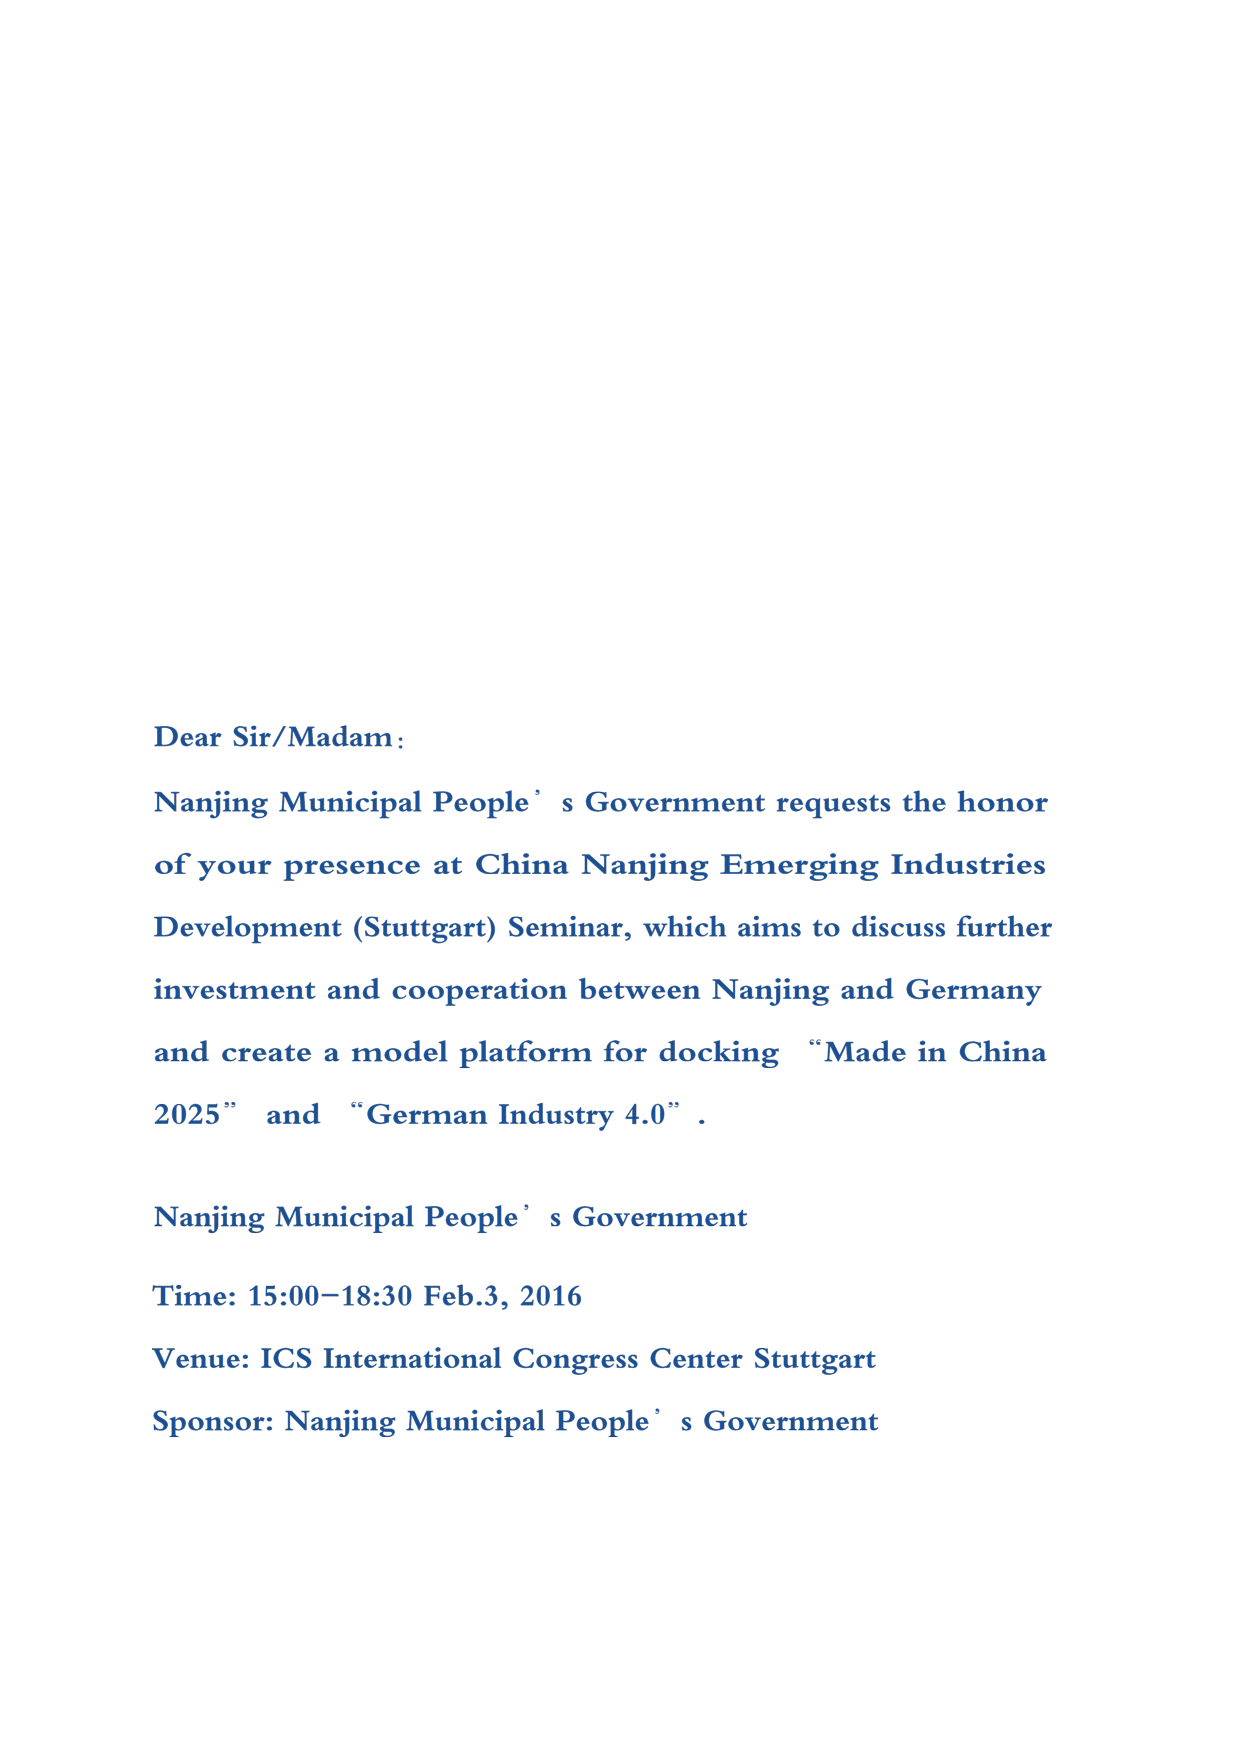 Dear Sir/Madam：
Nanjing Municipal People’s Government requests the honor
of your presence at China Nanjing Emerging Industries
Development (Stuttgart) Seminar, which aims to discuss further
investment and cooperation between Nanjing and Germany
and create a model platform for docking “Made in China
2025” and “German Industry 4.0”.
Nanjing Municipal People’s Government
Time: 15:00–18:30 Feb.3, 2016
Venue: ICS International Congress Center Stuttgart
Sponsor: Nanjing Municipal People’s Government